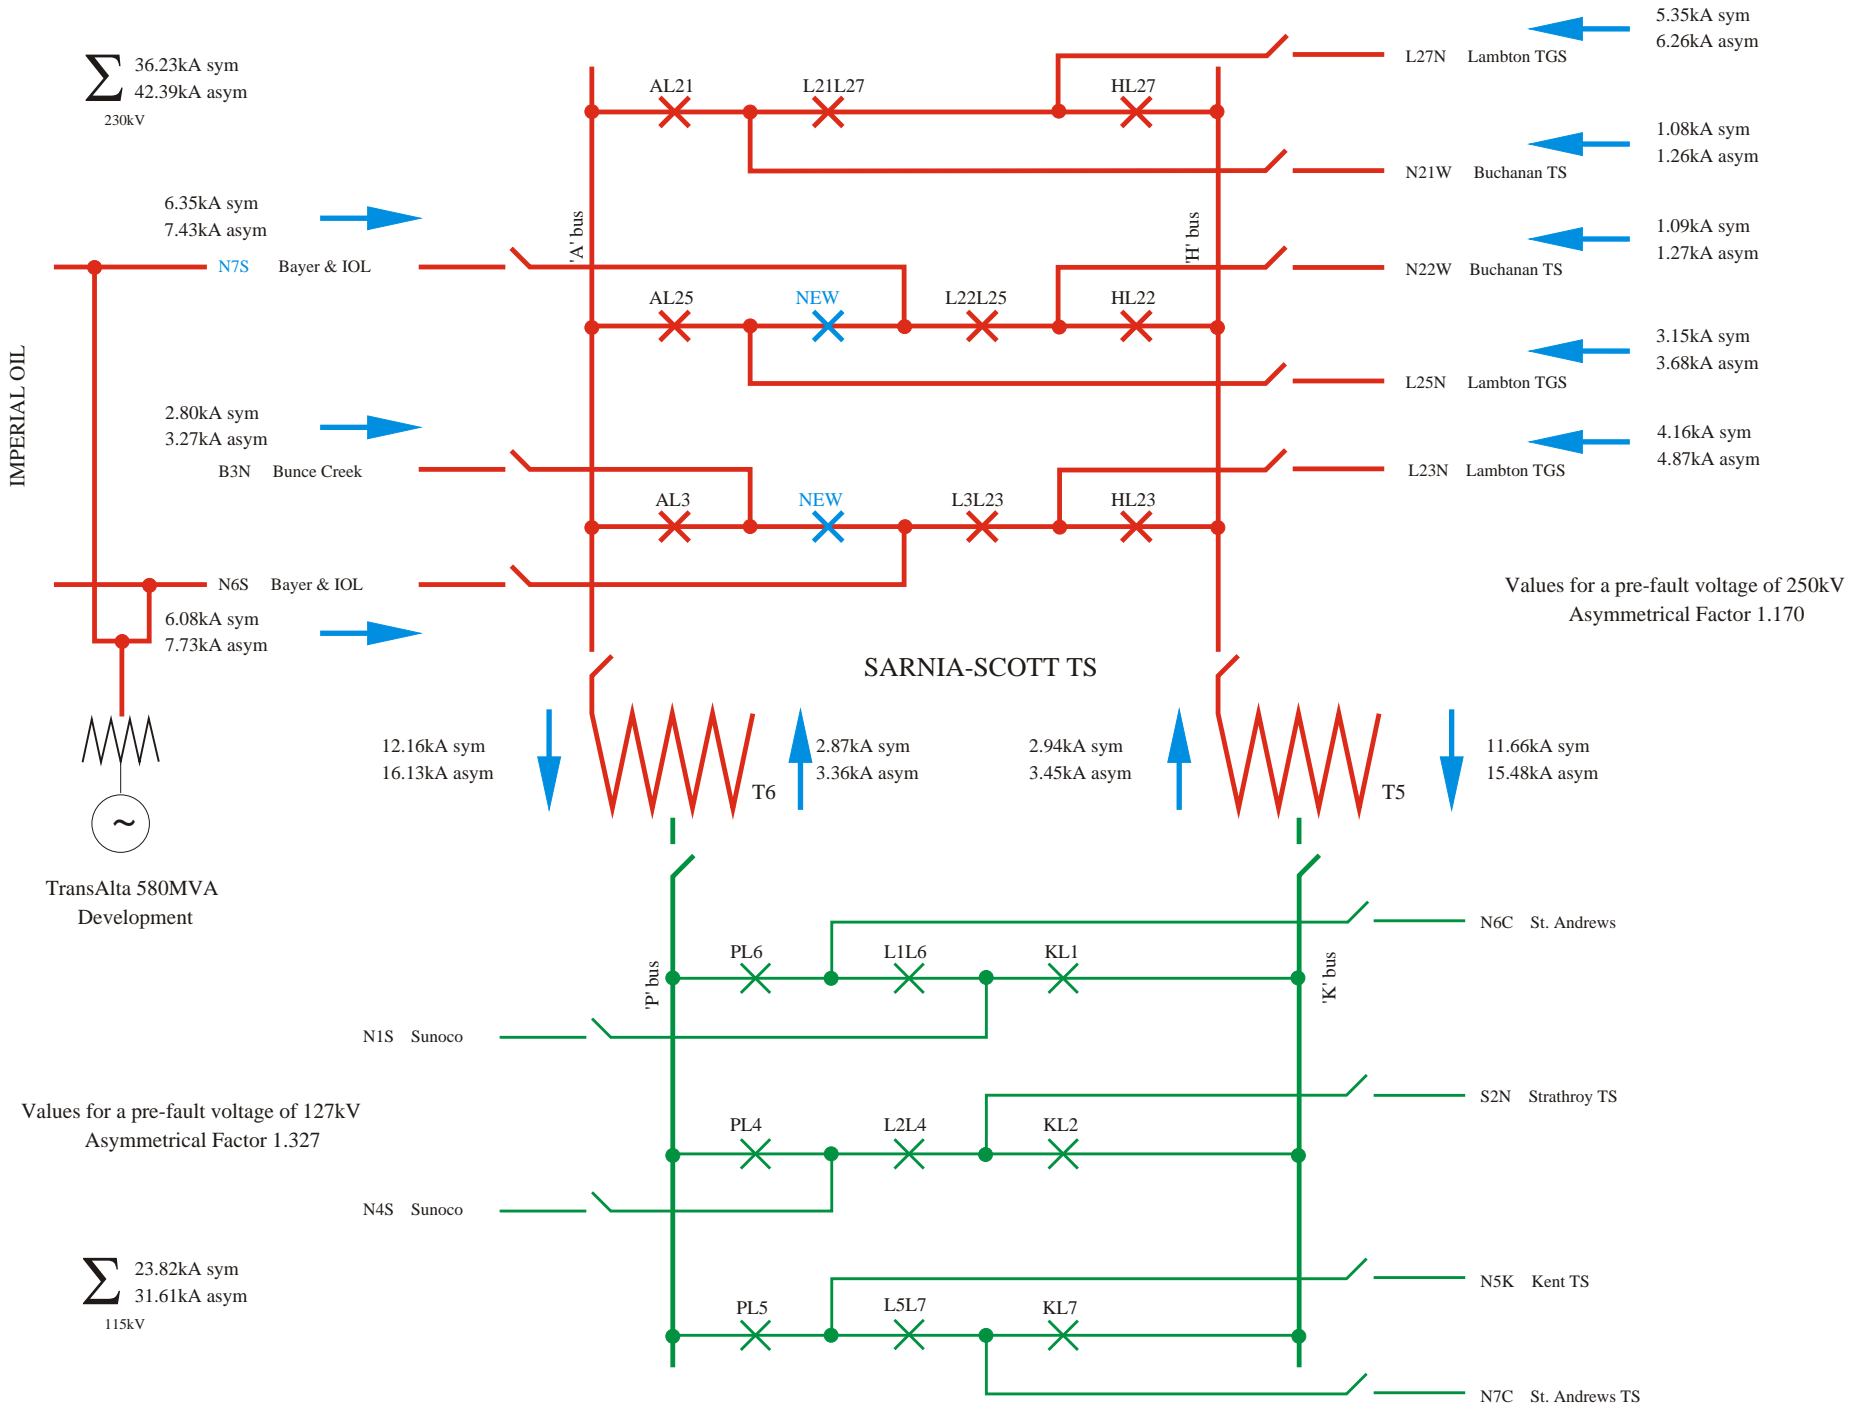 5.35kA sym
6.26kA asym
L27N Lambton TGS
Σ 36.23kA sym
42.39kA asym
230kV
AL21
L21L27
HL27
1.08kA sym
1.26kA asym
N21W Buchanan TS
6.35kA sym
7.43kA asym
'A' bus
'H' bus
1.09kA sym
1.27kA asym
N7S Bayer & IOL
N22W Buchanan TS
AL25
NEW
L22L25
HL22
3.15kA sym
3.68kA asym
L25N Lambton TGS
IMPERIAL OIL
2.80kA sym
3.27kA asym
B3N Bunce Creek
4.16kA sym
4.87kA asym
L23N Lambton TGS
AL3
NEW
L3L23
HL23
N6S Bayer & IOL
6.08kA sym
7.73kA asym
Values for a pre-fault voltage of 250kV
Asymmetrical Factor 1.170
SARNIA-SCOTT TS
12.16kA sym
16.13kA asym
2.87kA sym
3.36kA asym
T6
2.94kA sym
3.45kA asym
T5
11.66kA sym
15.48kA asym
~
TransAlta 580MVA
Development
N6C St. Andrews
PL6
L1L6
KL1
'P' bus
'K' bus
N1S Sunoco
S2N Strathroy TS
Values for a pre-fault voltage of 127kV
Asymmetrical Factor 1.327
PL4
L2L4
KL2
N4S Sunoco
Σ 23.82kA sym
31.61kA asym
115kV
N5K Kent TS
PL5
L5L7
KL7
N7C St. Andrews TS